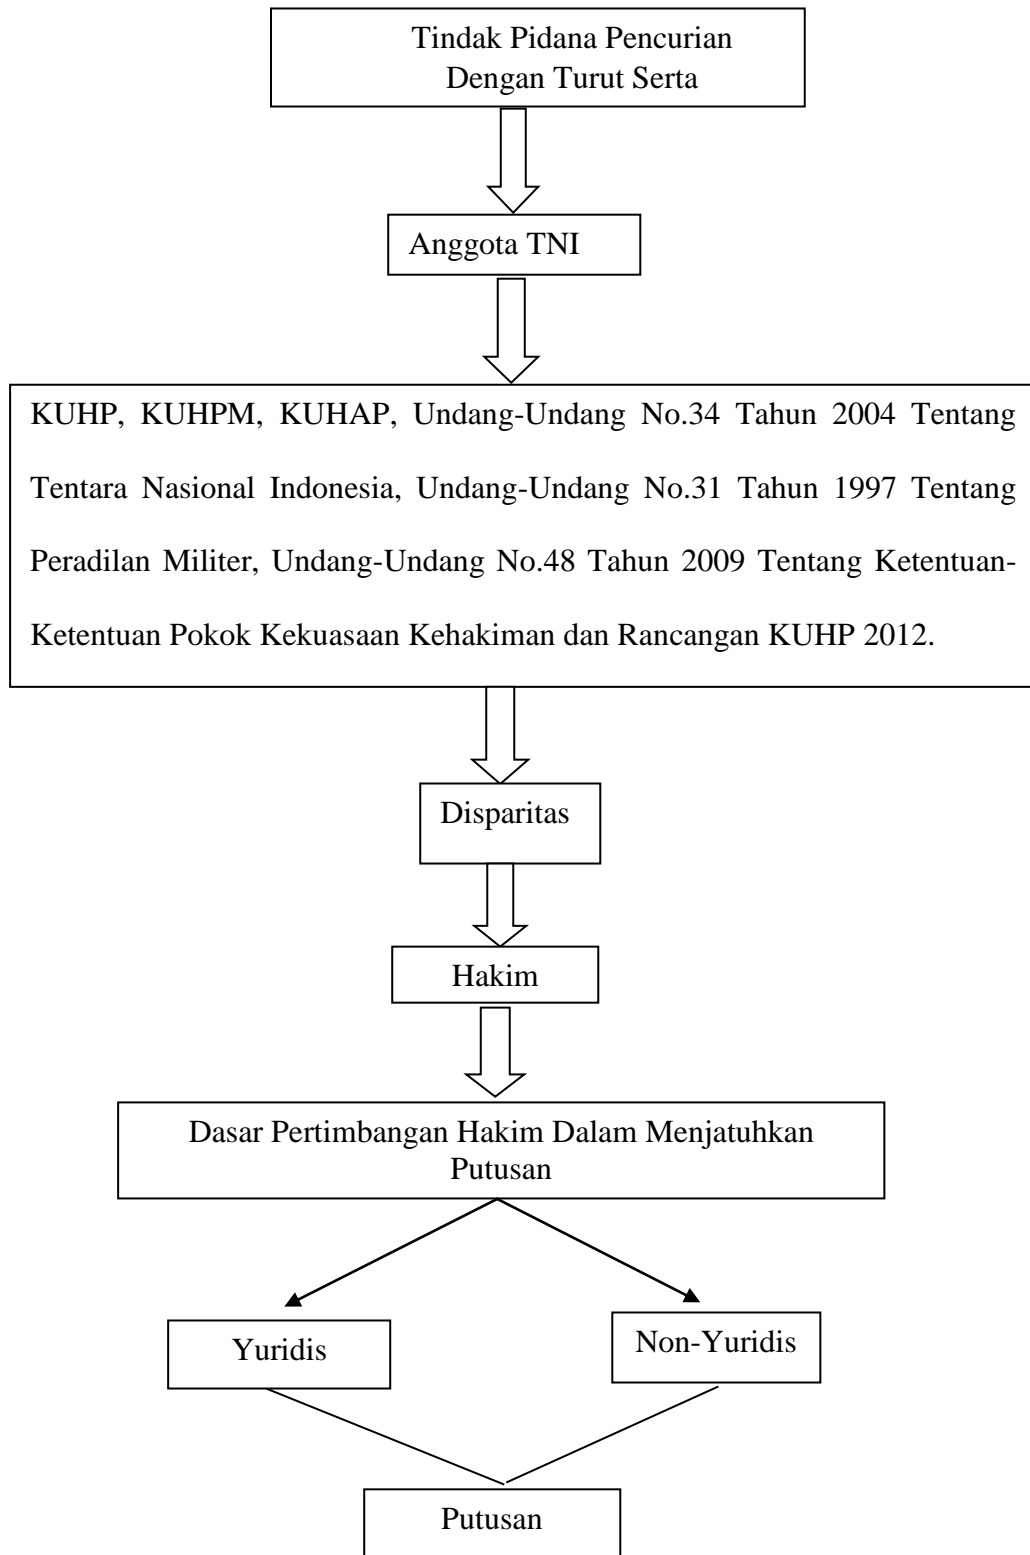 Tindak Pidana Pencurian
Dengan Turut Serta
Anggota TNI
KUHP, KUHPM, KUHAP, Undang-Undang No.34 Tahun 2004 Tentang
Tentara Nasional Indonesia, Undang-Undang No.31 Tahun 1997 Tentang
Peradilan Militer, Undang-Undang No.48 Tahun 2009 Tentang Ketentuan-
Ketentuan Pokok Kekuasaan Kehakiman dan Rancangan KUHP 2012.
Disparitas
Hakim
Dasar Pertimbangan Hakim Dalam Menjatuhkan
Putusan
Yuridis
Non-Yuridis
Putusan